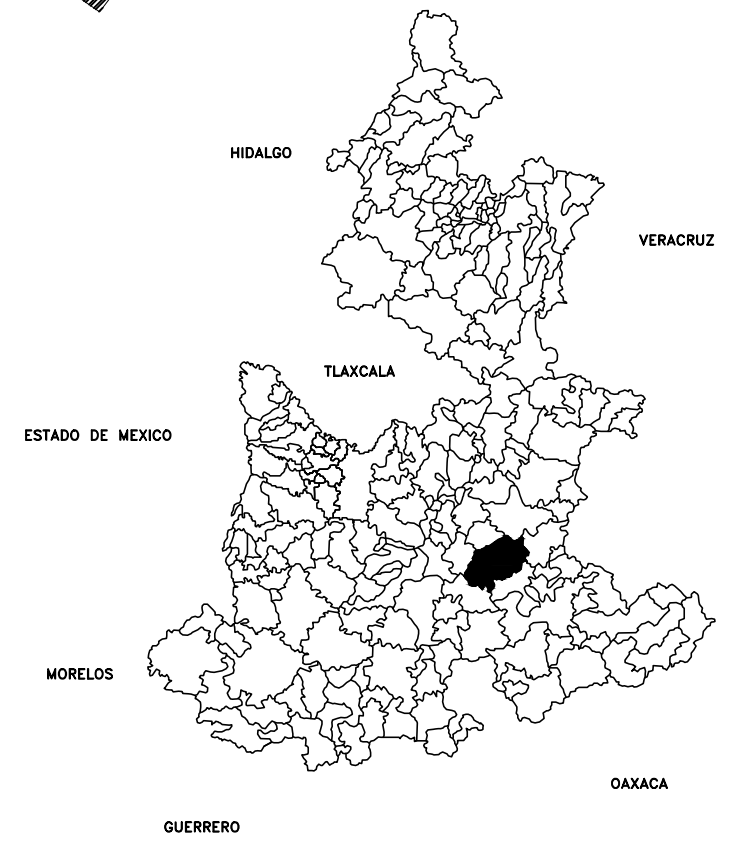 HIDALGO
VERACRUZ
TLAXCALA
ESTADO DE MEXICO
MORELOS
OAXACA
GUERRERO